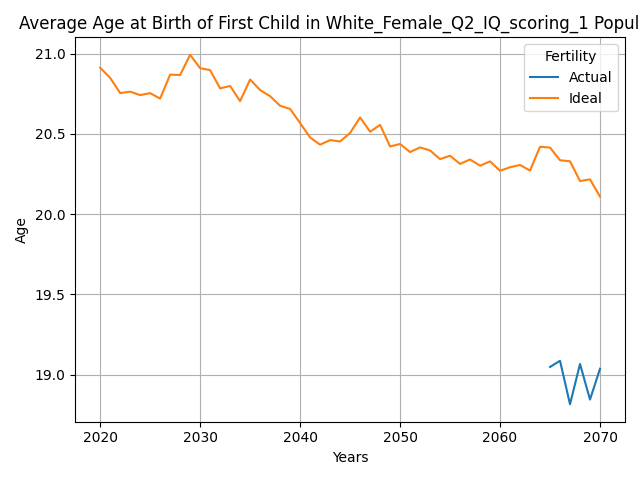 Average Age at Birth of First Child in White_Female_Q2_IQ_scoring_1 Popul
21.0
20.5
20.0
19.5
19.0
Age
Fertility
Actual
Ideal
2020 2030 2040 2050 2060 2070
Years